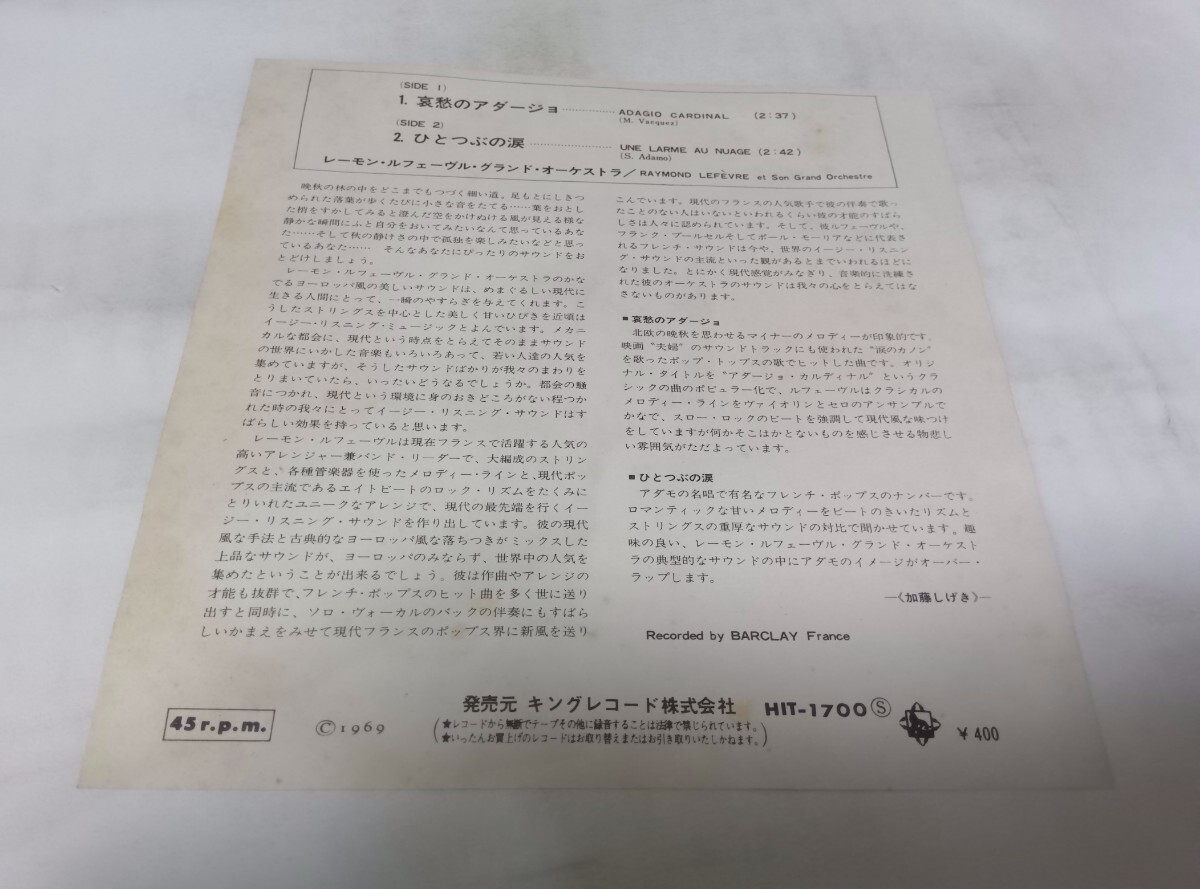 (SIDE 1)
1. 哀愁のアダージョ…………… ADAGIO CARDINAL (2:37)
(M. Vacquez)
(SIDE 2)
2. ひとつぶの涙…………………… UNE LARME AU NUAGE (2:42)
(S. Adamo)
レーモン・ルフェーヴル・グランド・オーケストラ/RAYMOND LEFÈVRE et Son Grand Orchestre
晩秋の林の中をどこまでもつづく細い道。足もとにしきつ
められた落葉が歩くたびに小さな音をたてる……葉をおとし
た梢をすかしてみると澄んだ空をかけぬける風が見える様な
静かな瞬間にふと自分をおいてみたいなんて思っているあな
た……そして秋の静けさの中で孤独を楽しみたいなどと思っ
ているあなた…… そんなあなたにぴったりのサウンドをお
とどけしましょう。
レーモン・ルフェーヴル・グランド・オーケストラのかな
でるヨーロッパ風の美しいサウンドは、めまぐるしい現代に
生きる人間にとって、一瞬のやすらぎを与えてくれます。こ
うしたストリングスを中心とした美しく甘いひびきを近頃は
イージー・リスニング・ミュージックとよんでいます。メカニ
カルな都会に、現代という時点をとらえてそのままサウンド
の世界にいかした音楽もいろいろあって、若い人達の人気を
集めていますが、そうしたサウンドばかりが我々のまわりを
とりまいていたら、いったいどうなるでしょうか。都会の騒
音につかれ、現代という環境に身のおきどころがない程つか
れた時の我々にとってイージー・リスニング・サウンドはす
ばらしい効果を持っていると思います。
レーモン・ルフェーヴルは現在フランスで活躍する人気の
高いアレンジャー兼バンド・リーダーで、大編成のストリン
グスと、各種管楽器を使ったメロディー・ラインと、現代ポッ
プスの主流であるエイトビートのロック・リズムをたくみに
とりいれたユニークなアレンジで、現代の最先端を行くイー
ジー・リスニング・サウンドを作り出しています。彼の現代
風な手法と古典的なヨーロッパ風な落ちつきがミックスした
上品なサウンドが、ヨーロッパのみならず、世界中の人気を
集めたということが出来るでしょう。彼は作曲やアレンジの
才能も抜群で、フレンチ・ポップスのヒット曲を多く世に送り
出すと同時に、ソロ・ヴォーカルのバックの伴奏にもすばら
しいかまえをみせて現代フランスのポップス界に新風を送り
こんでいます。現代のフランスの人気歌手で彼の伴奏で歌っ
たことのない人はいないといわれるくらい彼の才能のすばら
しさは人々に認められています。そして、彼ルフェーヴルや、
フランク・プールセルそしてポール・モーリアなどに代表さ
れるフレンチ・サウンドは今や、世界のイージー・リスニン
グ・サウンドの主流といった観があるとまでいわれるほどに
なりました。とにかく現代感覚がみなぎり、音楽的に洗練さ
れた彼のオーケストラのサウンドは我々の心をとらえてはな
さないものがあります。
■哀愁のアダージョ
北欧の晩秋を思わせるマイナーのメロディーが印象的です。
映画“夫婦”のサウンドトラックにも使われた“涙のカノン”
を歌ったポップ・トップスの歌でヒットした曲です。オリジ
ナル・タイトルを“アダージョ・カルディナル”というクラ
シックの曲のポピュラー化で、ルフェーヴルはクラシカルの
メロディー・ラインをヴァイオリンとセロのアンサンブルで
かなで、スロー・ロックのビートを強調して現代風な味つけ
をしていますが何かそこはかとないものを感じさせる物悲し
い雰囲気がただよっています。
■ひとつぶの涙
アダモの名唱で有名なフレンチ・ポップスのナンバーです。
ロマンティックな甘いメロディーをビートのきいたリズムと
ストリングスの重厚なサウンドの対比で聞かせています。趣
味の良い、レーモン・ルフェーヴル・グランド・オーケスト
ラの典型的なサウンドの中にアダモのイメージがオーバー・
ラップします。
—《加藤しげき》—
Recorded by BARCLAY France
45 r.p.m.
©1969
発売元 キングレコード株式会社 HIT-1700 Ⓢ
(★レコードから無断でテープその他に録音することは法律で禁じられています。
★いったんお買上げのレコードはお取り替えまたはお引き取りいたしかねます。)
¥400